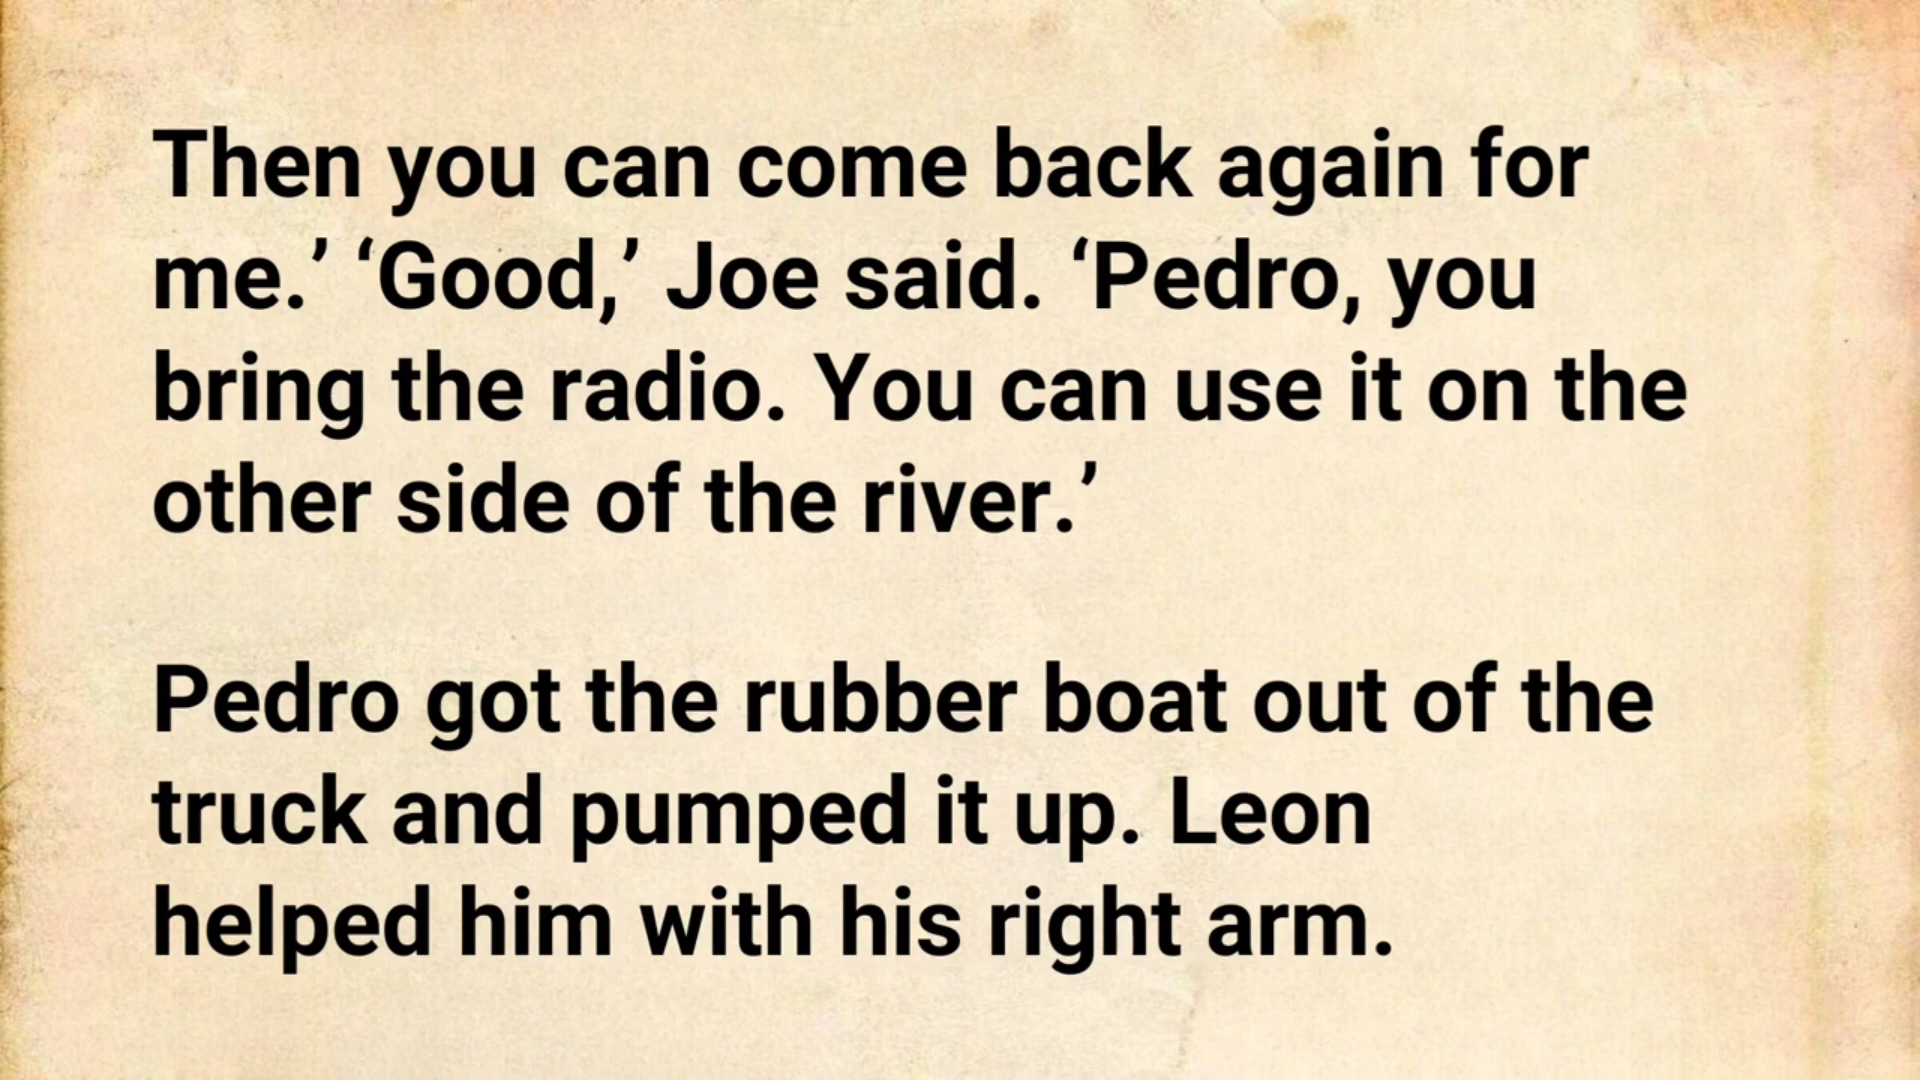 Then you can come back again for
me.’ ‘Good,’ Joe said. ‘Pedro, you
bring the radio. You can use it on the
other side of the river.’
Pedro got the rubber boat out of the
truck and pumped it up. Leon
helped him with his right arm.